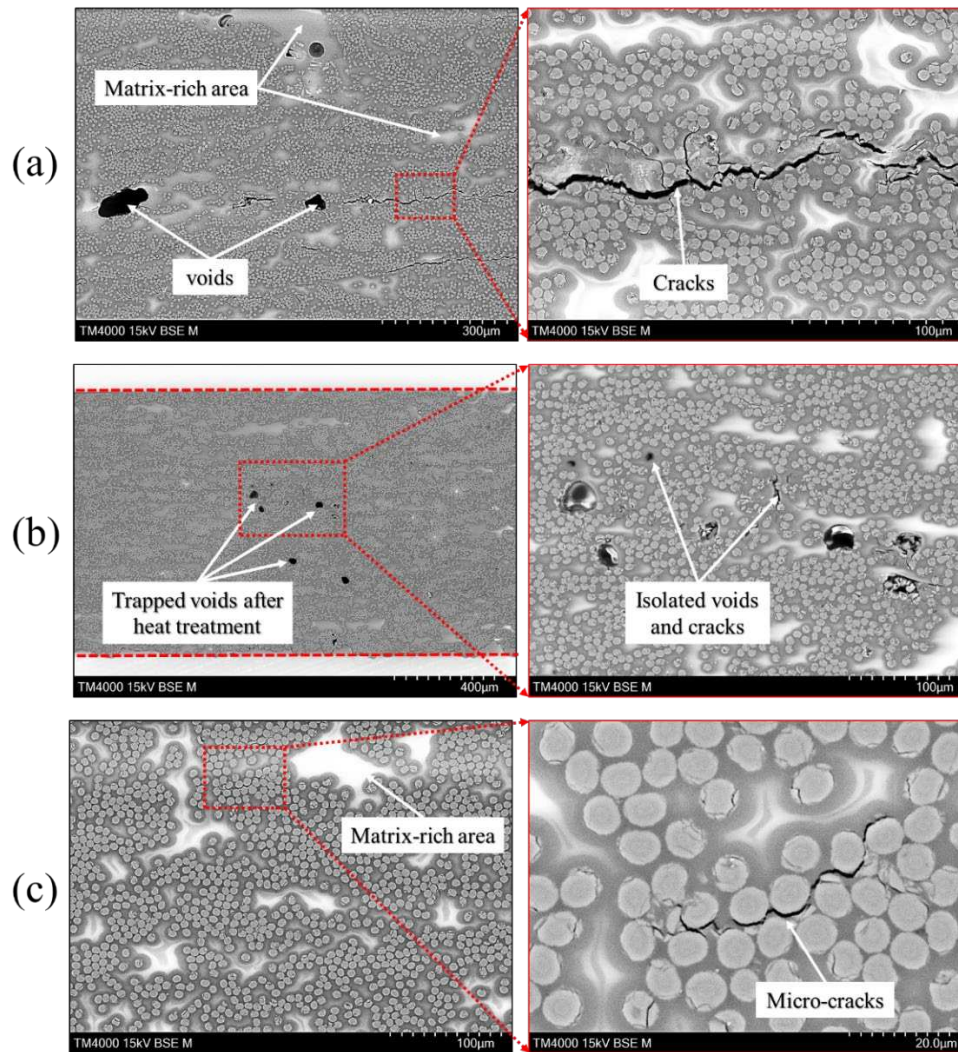 (a)
Matrix-rich area
voids
TM4000 15kV BSE M
300µm
Cracks
TM4000 15kV BSE M
100µm
(b)
Trapped voids after
heat treatment
TM4000 15kV BSE M
400µm
Isolated voids
and cracks
TM4000 15kV BSE M
100µm
(c)
Matrix-rich area
TM4000 15kV BSE M
100µm
Micro-cracks
TM4000 15kV BSE M
20.0µm